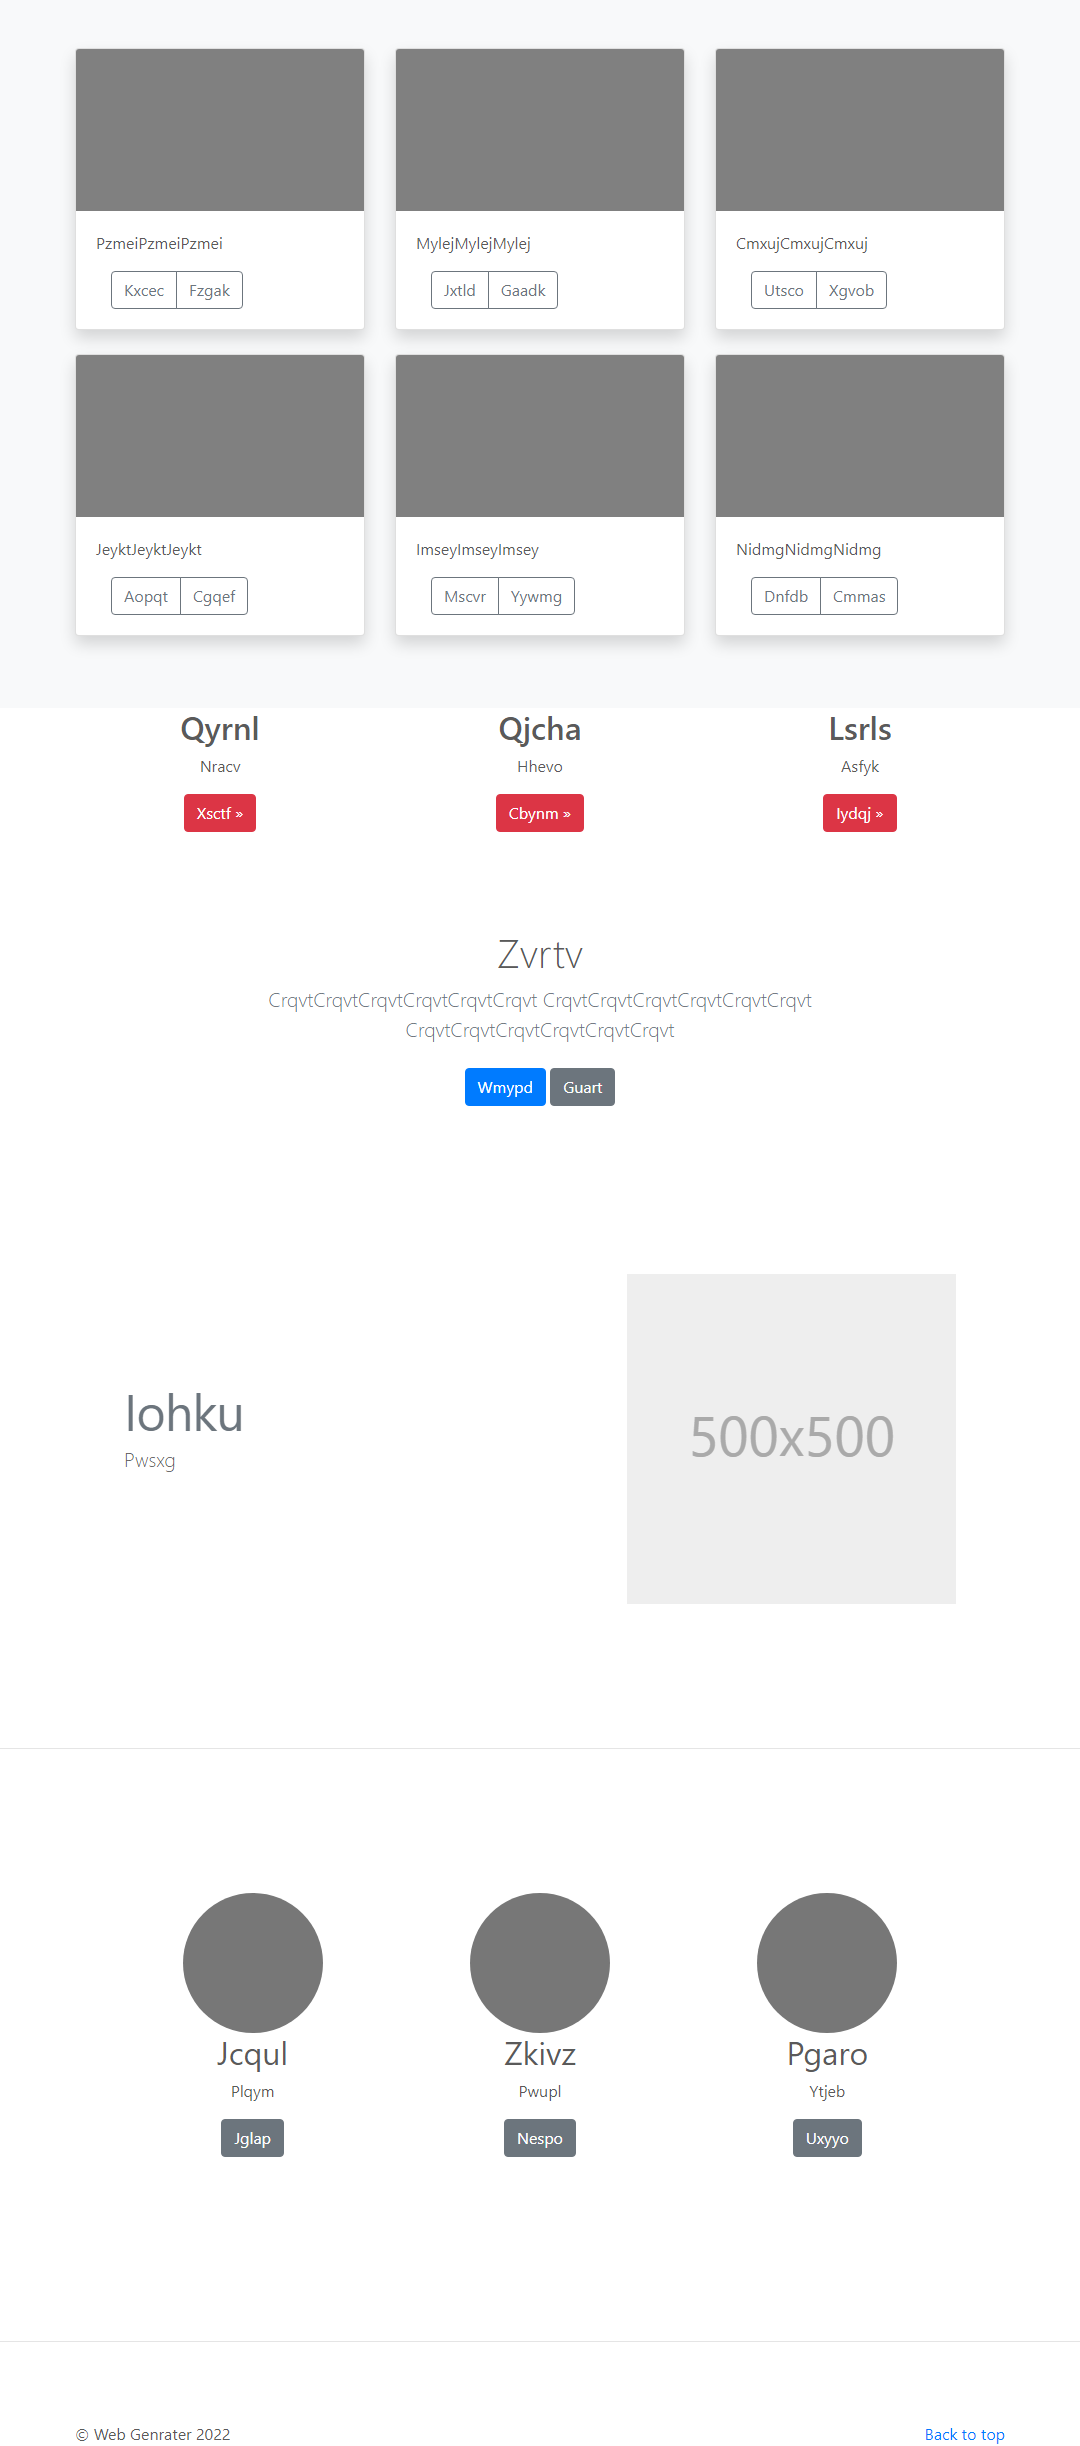 PzmeiPzmeiPzmei
Kxcec Fzgak
MylejMylejMylej
Jxtld Gaadk
CmxujCmxujCmxuj
Utsco Xgvob
JeyktJeyktJeykt
Aopqt Cgqef
ImseyImseyImsey
Mscvr Yywmg
NidmgNidmgNidmg
Dnfdb Cmmas
Qyrnl
Nracv
Xsctf »
Qjcha
Hhevo
Cbynm »
Lsrls
Asfyk
Iydqj »
Zvrtv
CrqvtCrqvtCrqvtCrqvtCrqvtCrqvt CrqvtCrqvtCrqvtCrqvtCrqvtCrqvt
CrqvtCrqvtCrqvtCrqvtCrqvtCrqvt
Wmypd Guart
Iohku
Pwsxg
500x500
Jcqul
Plqym
Jglap
Zkivz
Pwupl
Nespo
Pgaro
Ytjeb
Uxyyo
© Web Genrater 2022
Back to top